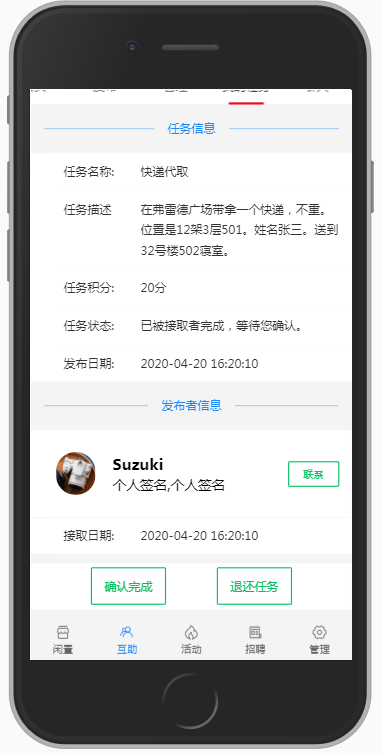 任务信息
任务名称: 快递代取
任务描述 在弗雷德广场带拿一个快递，不重。
位置是12架3层501。姓名张三。送到
32号楼502寝室。
任务积分: 20分
任务状态: 已被接取者完成，等待您确认。
发布日期: 2020-04-20 16:20:10
发布者信息
Suzuki
个人签名,个人签名
联系
接取日期: 2020-04-20 16:20:10
确认完成 退还任务
闲置 互助 活动 招聘 管理